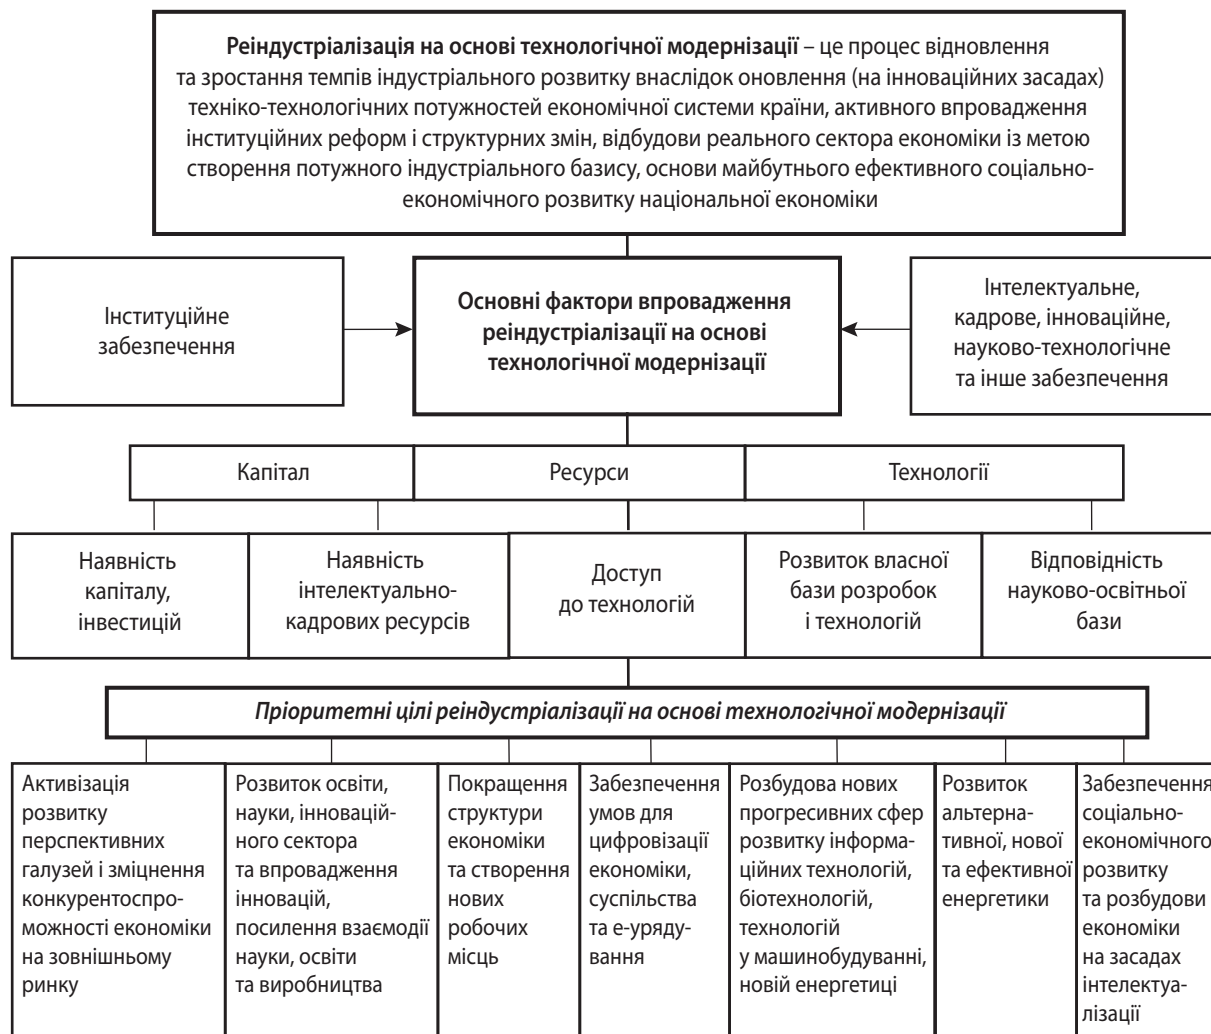 Реіндустріалізація на основі технологічної модернізації – це процес відновлення
та зростання темпів індустріального розвитку внаслідок оновлення (на інноваційних засадах)
техніко-технологічних потужностей економічної системи країни, активного впровадження
інституційних реформ і структурних змін, відбудови реального сектора економіки із метою
створення потужного індустріального базису, основи майбутнього ефективного соціально-
економічного розвитку національної економіки
Інституційне
забезпечення
Основні фактори впровадження
реіндустріалізації на основі
технологічної модернізації
Інтелектуальне,
кадрове, інноваційне,
науково-технологічне
та інше забезпечення
Капітал
Ресурси
Технології
Наявність
капіталу,
інвестицій
Наявність
інтелектуально-
кадрових ресурсів
Доступ
до технологій
Розвиток власної
бази розробок
і технологій
Відповідність
науково-освітньої
бази
Пріоритетні цілі реіндустріалізації на основі технологічної модернізації
Активізація
розвитку
перспективних
галузей і зміцнення
конкурентоспро-
можності економіки
на зовнішньому
ринку
Розвиток освіти,
науки, інновацій-
ного сектора
та впровадження
інновацій,
посилення взаємодії
науки, освіти
та виробництва
Покращення
структури
економіки
та створення
нових
робочих
місць
Забезпечення
умов для
цифровізації
економіки,
суспільства
та е-уряду-
вання
Розбудова нових
прогресивних сфер
розвитку інформа-
ційних технологій,
біотехнологій,
технологій
у машинобудуванні,
новій енергетиці
Розвиток
альтерна-
тивної, нової
та ефективної
енергетики
Забезпечення
соціально-
економічного
розвитку
та розбудови
економіки
на засадах
інтелектуа-
лізації